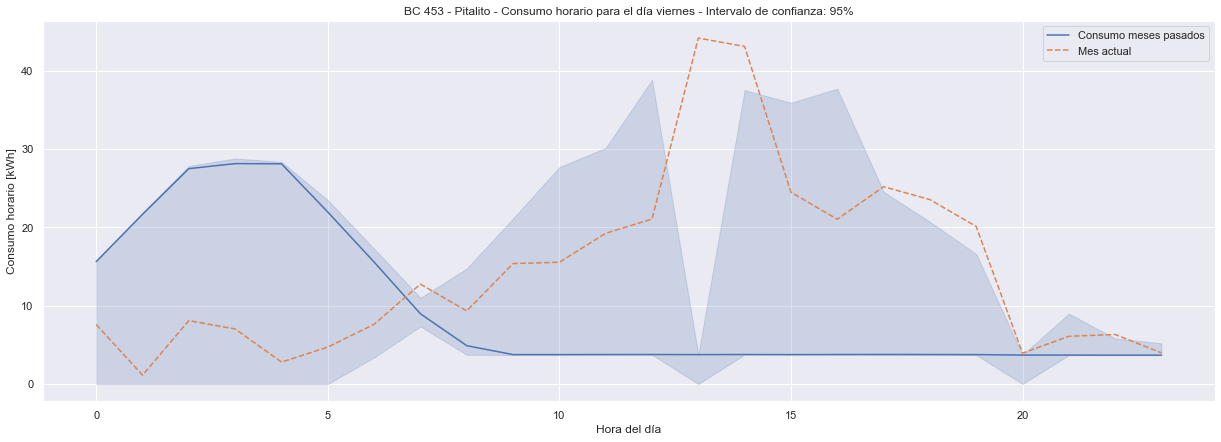 BC 453 - Pitalito - Consumo horario para el día viernes - Intervalo de confianza: 95%
Consumo meses pasados
Mes actual
Consumo horario [kWh]
40
30
20
10
0
0 5 10 15 20
Hora del día